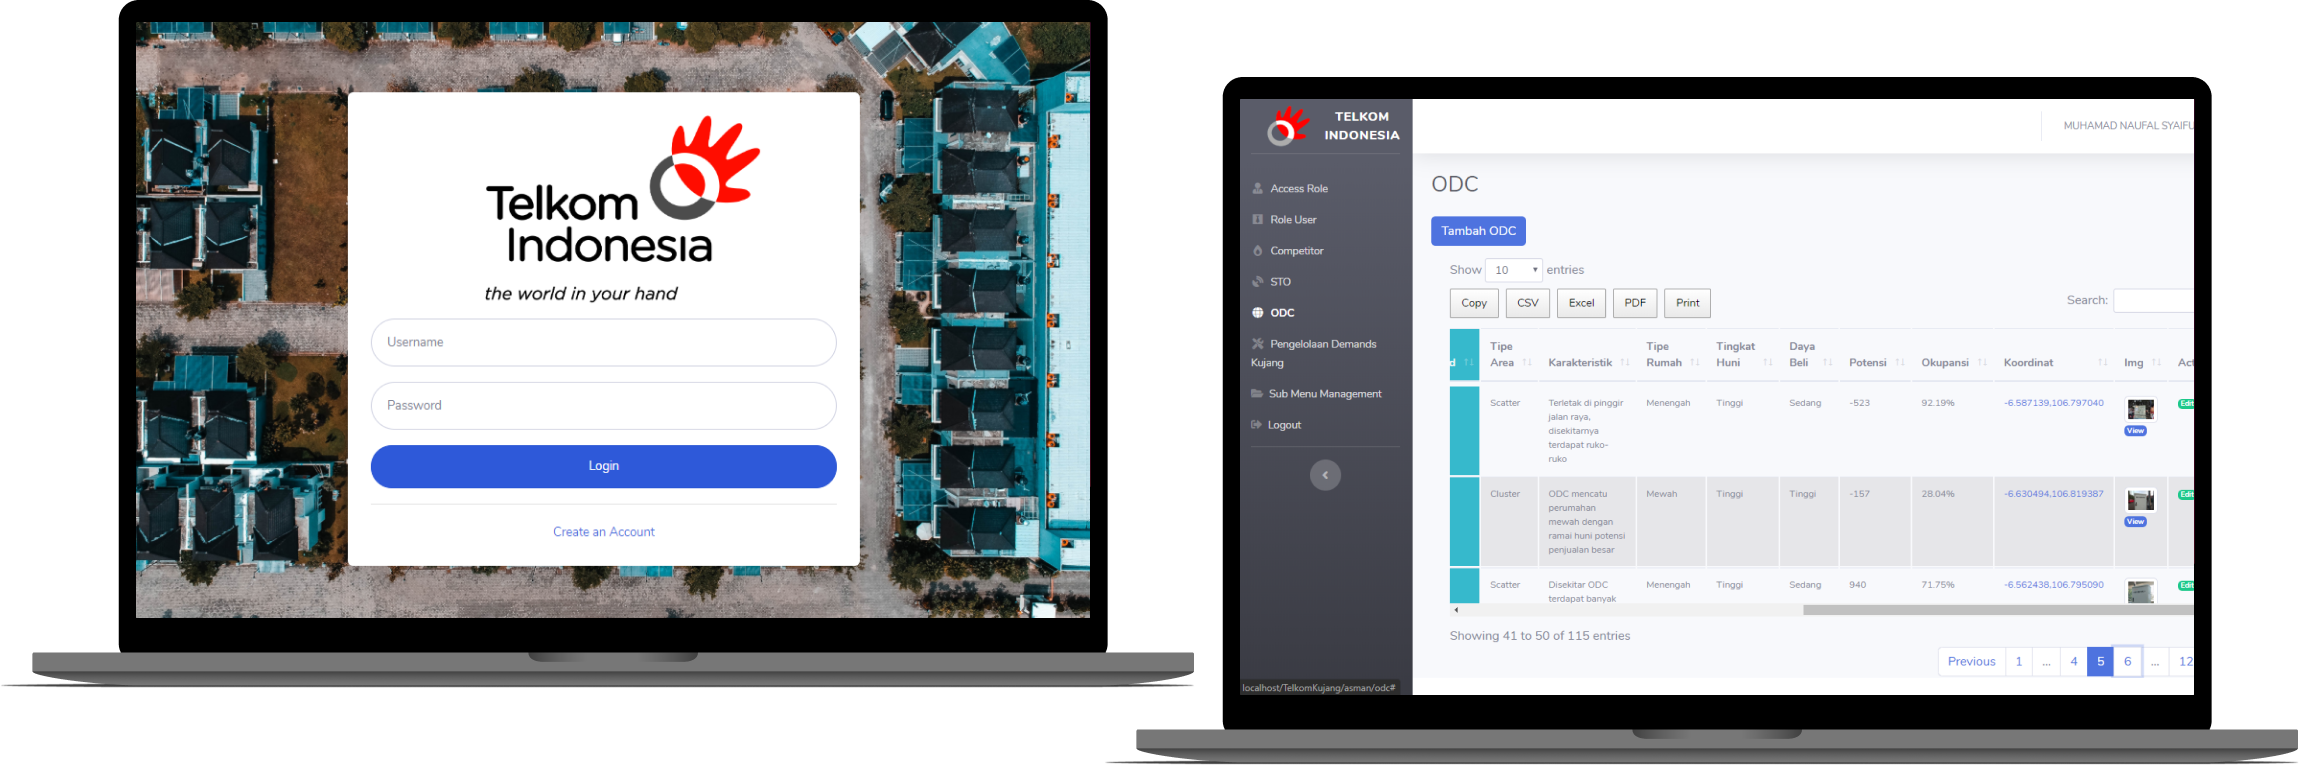 Telkom
Indonesia
the world in your hand
Username
Password
Login
Create an Account
TELKOM
INDONESIA
Access Role
Role User
Competitor
STO
ODC
Pengelolaan Demands
Kujang
Sub Menu Management
Logout
localhost/TelkomKujang/asman/odc#
MUHAMAD NAUFAL SYAIFU
ODC
Tambah ODC
Show 10 entries
Copy CSV Excel PDF Print
Search:
d Tipe Area Karakteristik Tipe Rumah Tingkat Huni Daya Beli Potensi Okupansi Koordinat Img Act
Scatter Terletak di pinggir Menengah Tinggi Sedang -523 92.19% -6.587139,106.797040 Edit
jalan raya,
disekitarnya
terdapat ruko-
ruko
View
Cluster ODC mencatu Mewah Tinggi Tinggi -157 28.04% -6.630494,106.819387 Edit
perumahan
mewah dengan
ramai huni potensi
penjualan besar
View
Scatter Disekitar ODC Menengah Tinggi Sedang 940 71.75% -6.562438,106.795090 Edit
terdapat banyak
Showing 41 to 50 of 115 entries
Previous 1 ... 4 5 6 ... 12